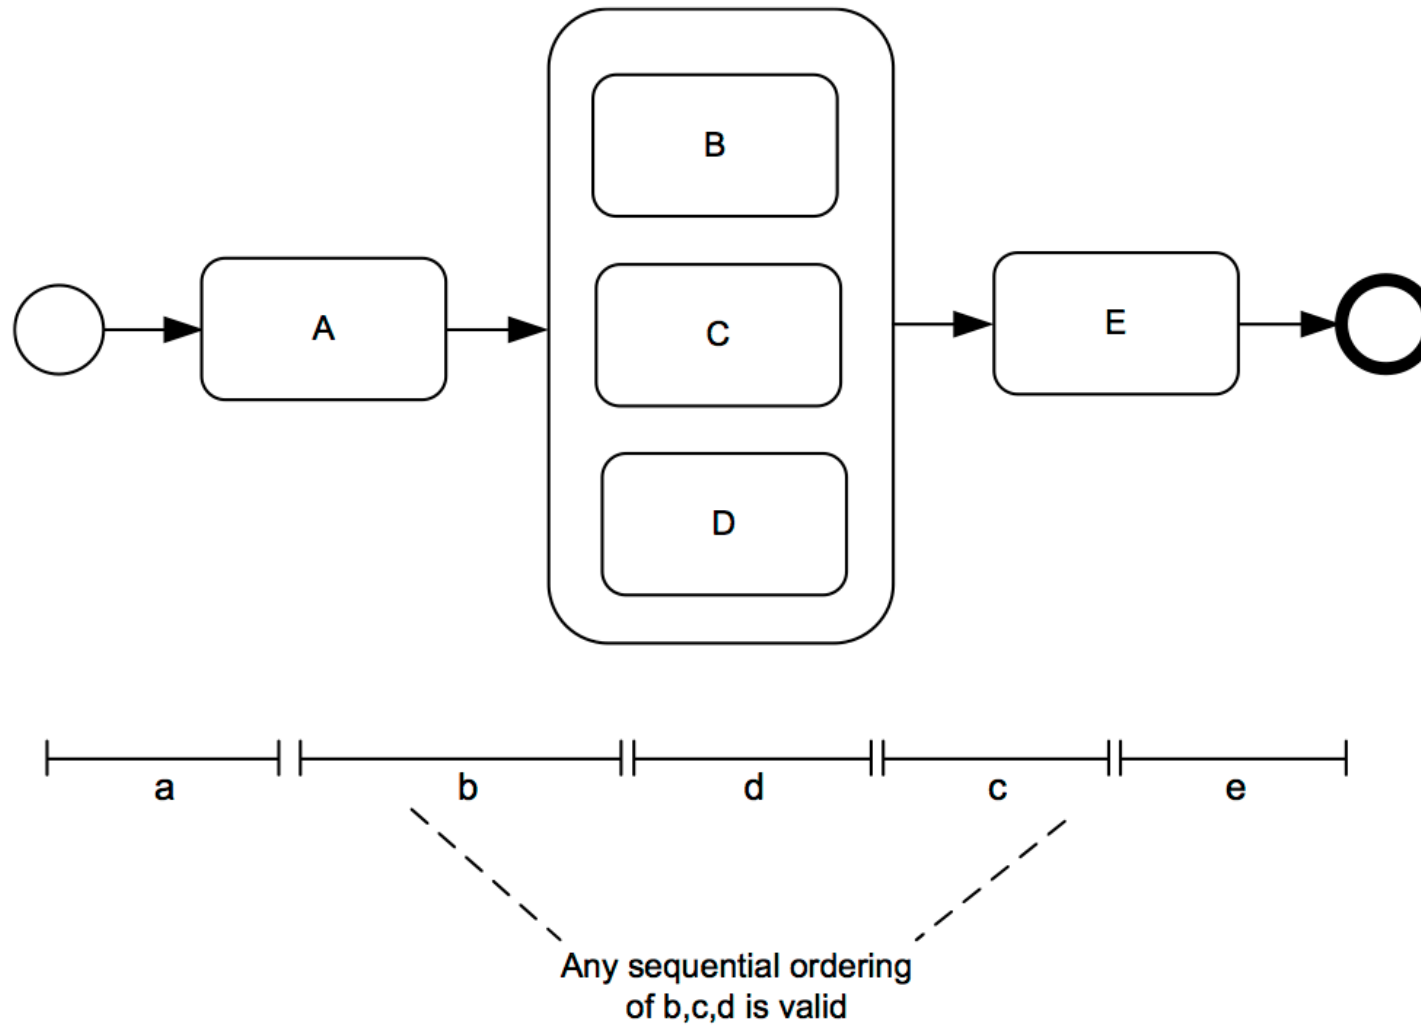 B
A
C
E
D
a b d c e
Any sequential ordering
of b,c,d is valid